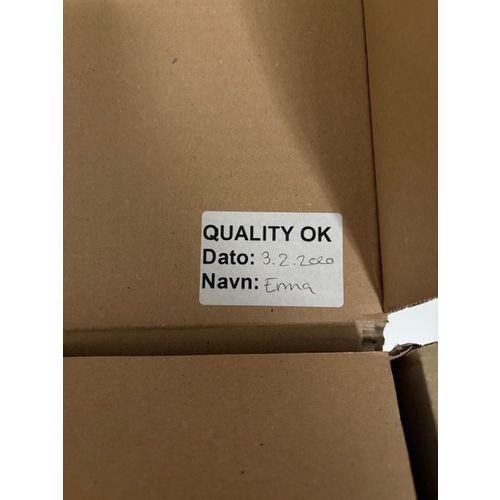 QUALITY OK
Dato: 3.2.2020
Navn: Emma